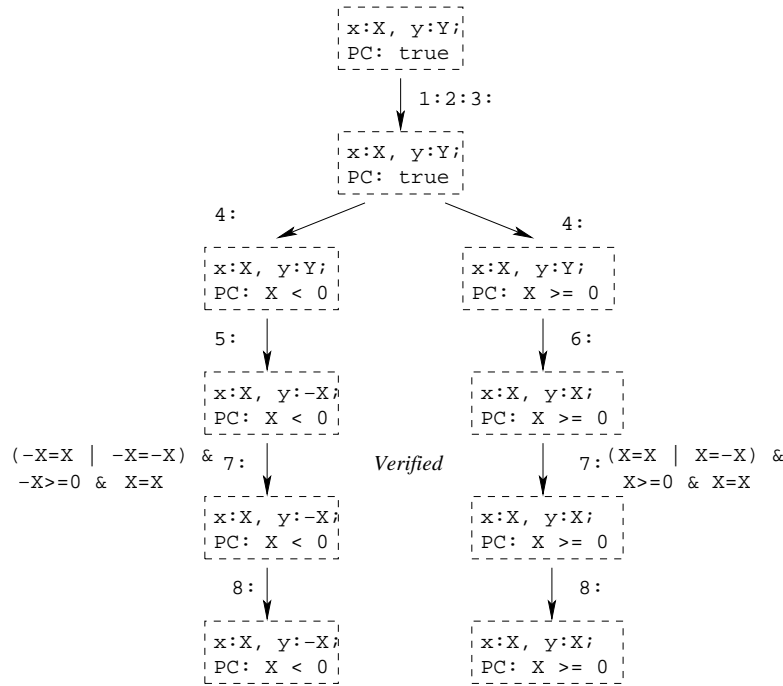 x:X, y:Y;
PC: true
1:2:3:
x:X, y:Y;
PC: true
4:
4:
x:X, y:Y;
PC: X < 0
x:X, y:Y;
PC: X >= 0
5:
6:
x:X, y:-X;
PC: X < 0
x:X, y:X;
PC: X >= 0
(-X=X | -X=-X) &
-X>=0 & X=X
7:
Verified
7:
(X=X | X=-X) &
X>=0 & X=X
x:X, y:-X;
PC: X < 0
x:X, y:X;
PC: X >= 0
8:
8:
x:X, y:-X;
PC: X < 0
x:X, y:X;
PC: X >= 0